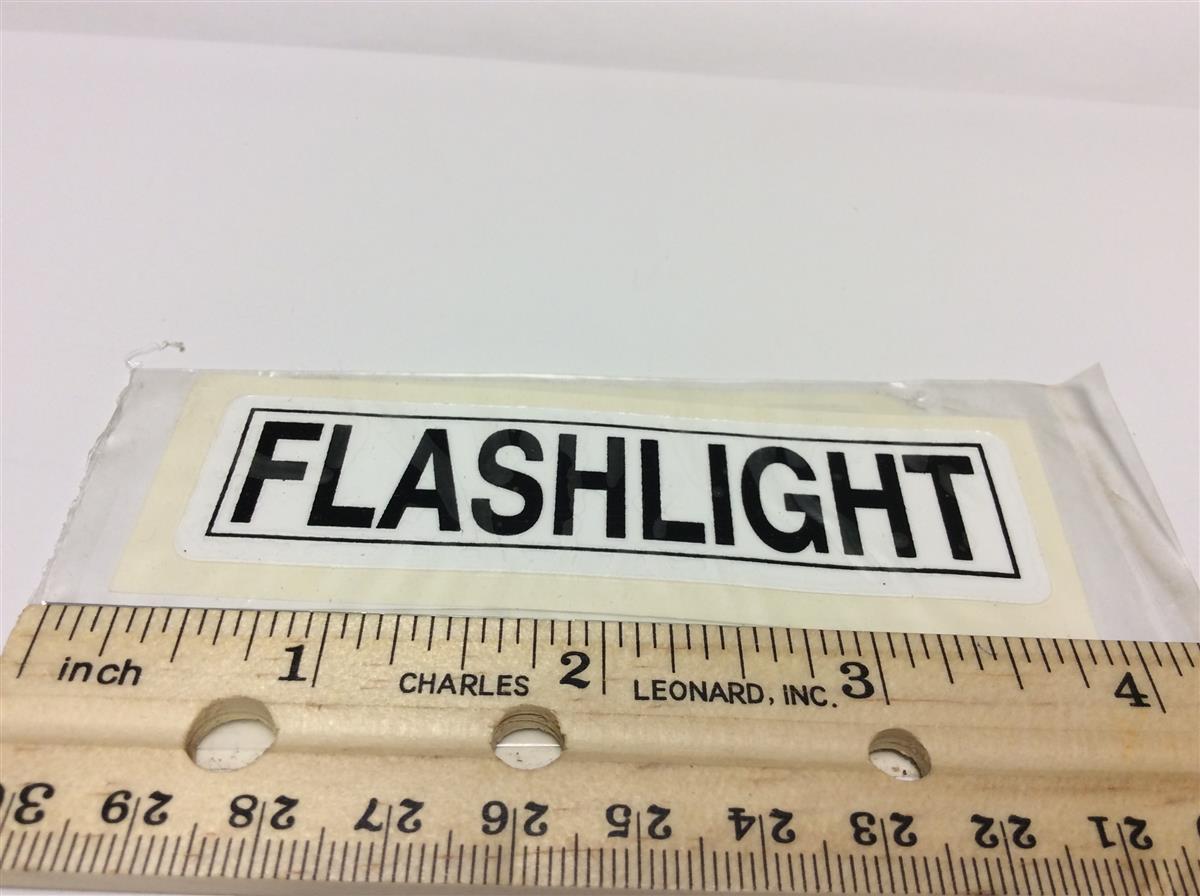 FLASHLIGHT
inch 1 CHARLES 2 LEONARD, INC. 3 4
30 29 28 27 26 25 24 23 22 21